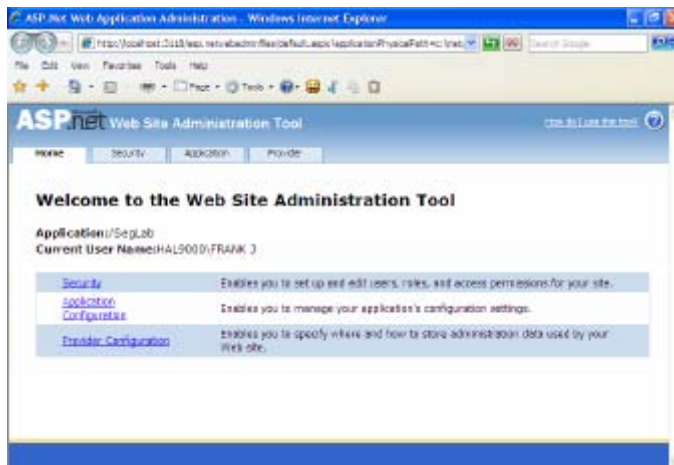 ASP.Net Web Application Administration - Windows Internet Explorer
File Edit View Favorites Tools Help
Page Tools
ASP.net Web Site Administration Tool
How do I use this tool?
Home Security Application Provider
Welcome to the Web Site Administration Tool
Application:/SegLab
Current User Name:HAL9000\FRANK J
Security
Enables you to set up and edit users, roles, and access permissions for your site.
Application
Configuration
Enables you to manage your application's configuration settings.
Provider Configuration
Enables you to specify where and how to store administration data used by your
Web site.